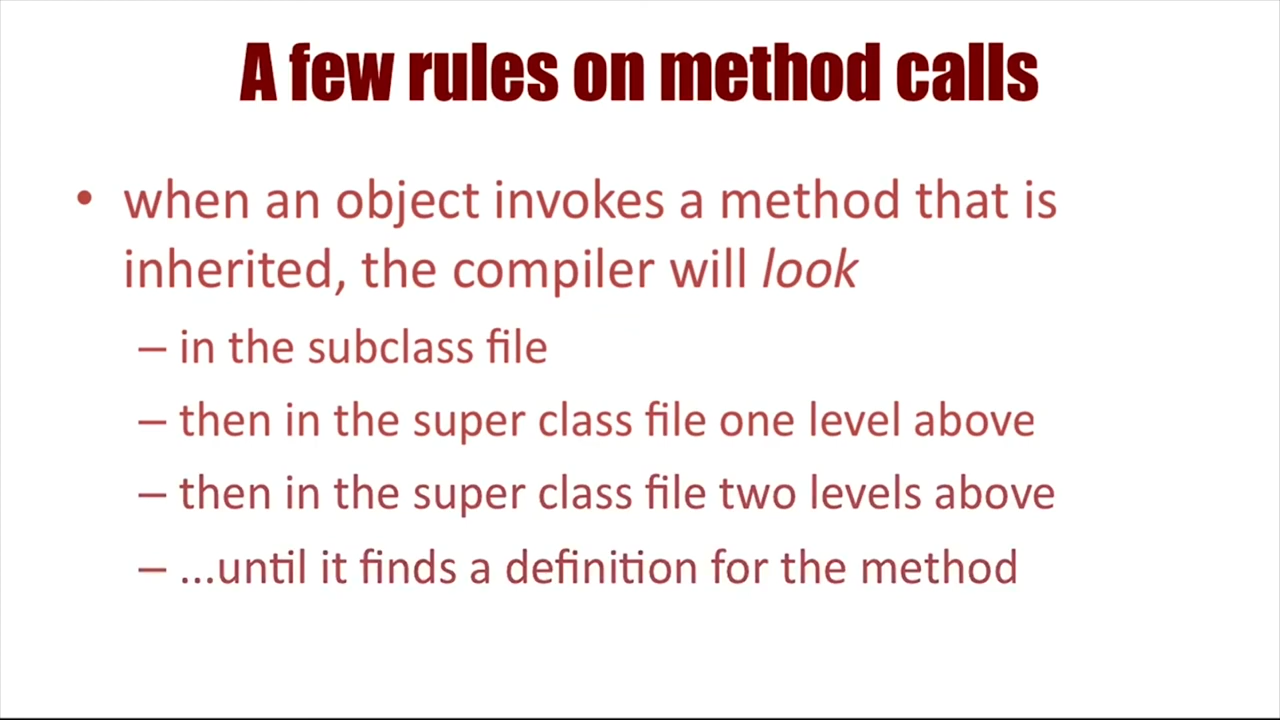 A few rules on method calls
• when an object invokes a method that is
inherited, the compiler will look
– in the subclass file
– then in the super class file one level above
– then in the super class file two levels above
– ...until it finds a definition for the method